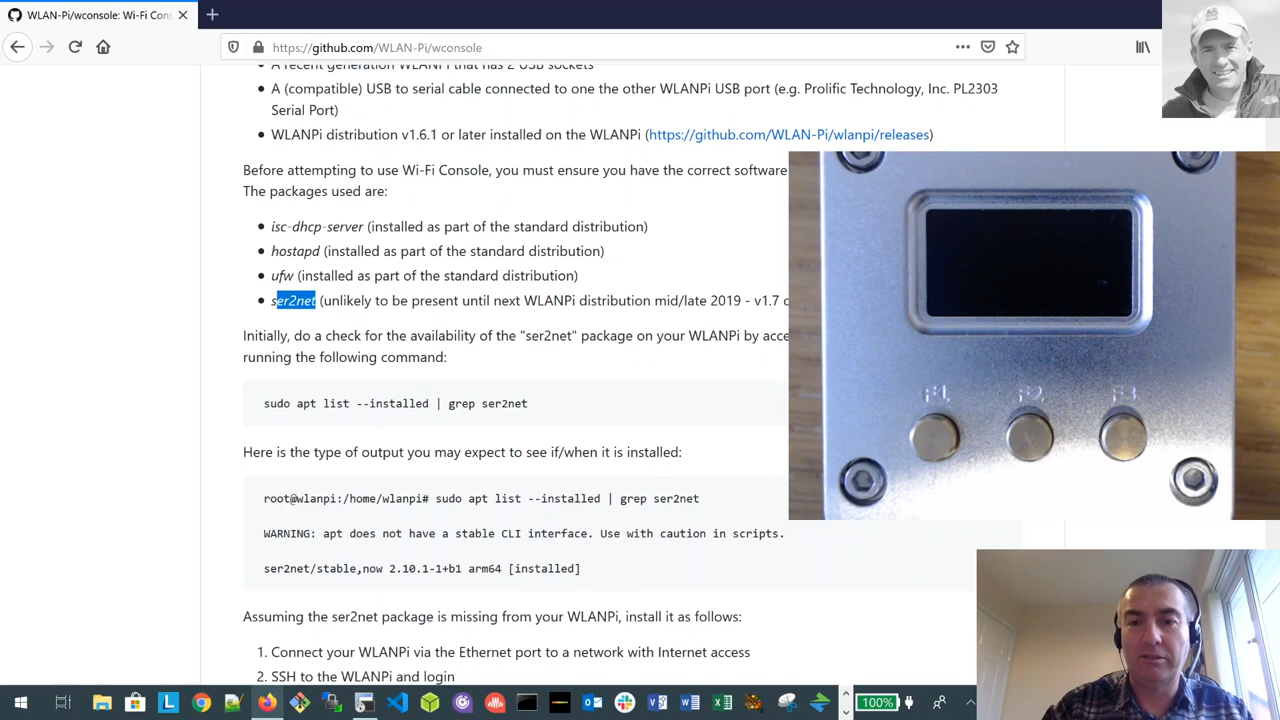 WLAN-Pi/wconsole: Wi-Fi Cons
https://github.com/WLAN-Pi/wconsole
A recent generation WLANPi that has 2 USB sockets
A (compatible) USB to serial cable connected to one the other WLANPi USB port (e.g. Prolific Technology, Inc. PL2303
Serial Port)
WLANPi distribution v1.6.1 or later installed on the WLANPi (https://github.com/WLAN-Pi/wlanpi/releases)
Before attempting to use Wi-Fi Console, you must ensure you have the correct software
The packages used are:
isc-dhcp-server (installed as part of the standard distribution)
hostapd (installed as part of the standard distribution)
ufw (installed as part of the standard distribution)
ser2net (unlikely to be present until next WLANPi distribution mid/late 2019 - v1.7
Initially, do a check for the availability of the "ser2net" package on your WLANPi by acce
running the following command:
sudo apt list --installed | grep ser2net
Here is the type of output you may expect to see if/when it is installed:
root@wlanpi:/home/wlanpi# sudo apt list --installed | grep ser2net
WARNING: apt does not have a stable CLI interface. Use with caution in scripts.
ser2net/stable,now 2.10.1-1+b1 arm64 [installed]
Assuming the ser2net package is missing from your WLANPi, install it as follows:
1. Connect your WLANPi via the Ethernet port to a network with Internet access
2. SSH to the WLANPi and login
F1 F2 F3
100%